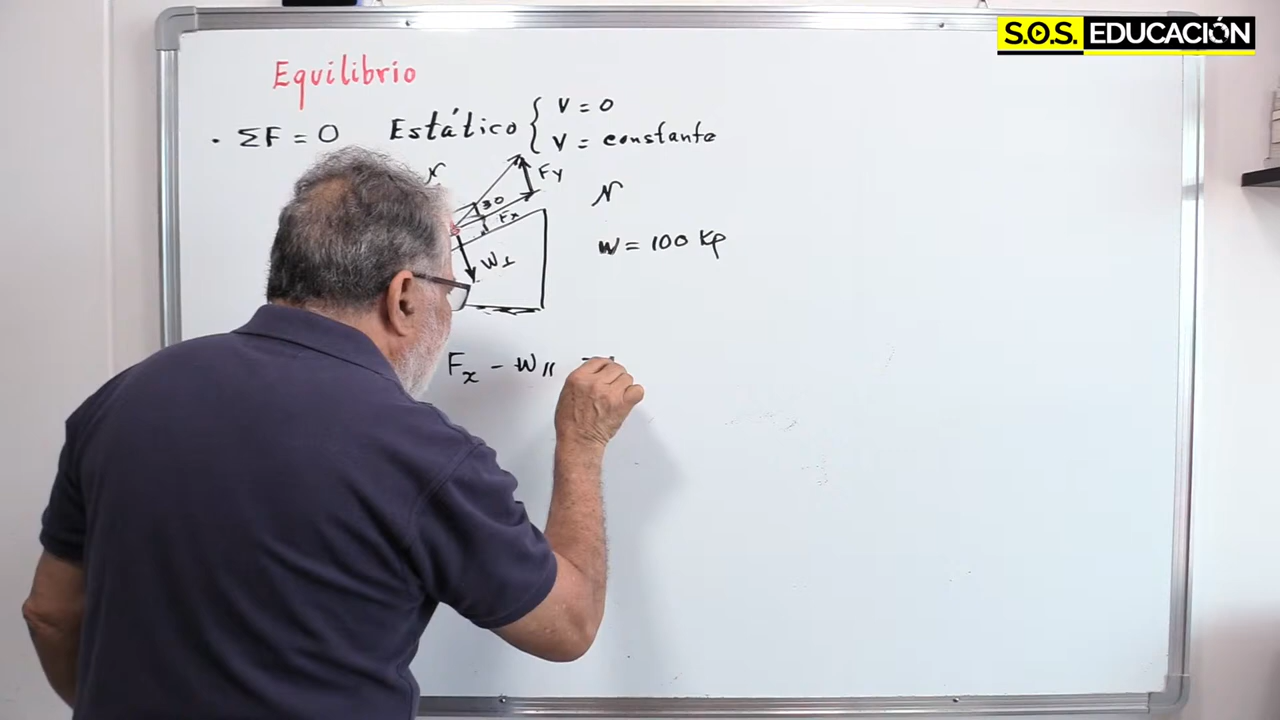 S.O.S. EDUCACIÓN
Equilibrio
· ΣF = 0 Estático { V = 0
V = constante
N
Fy
30
Fx
N
W⊥
w = 100 Kp
Fx - W//